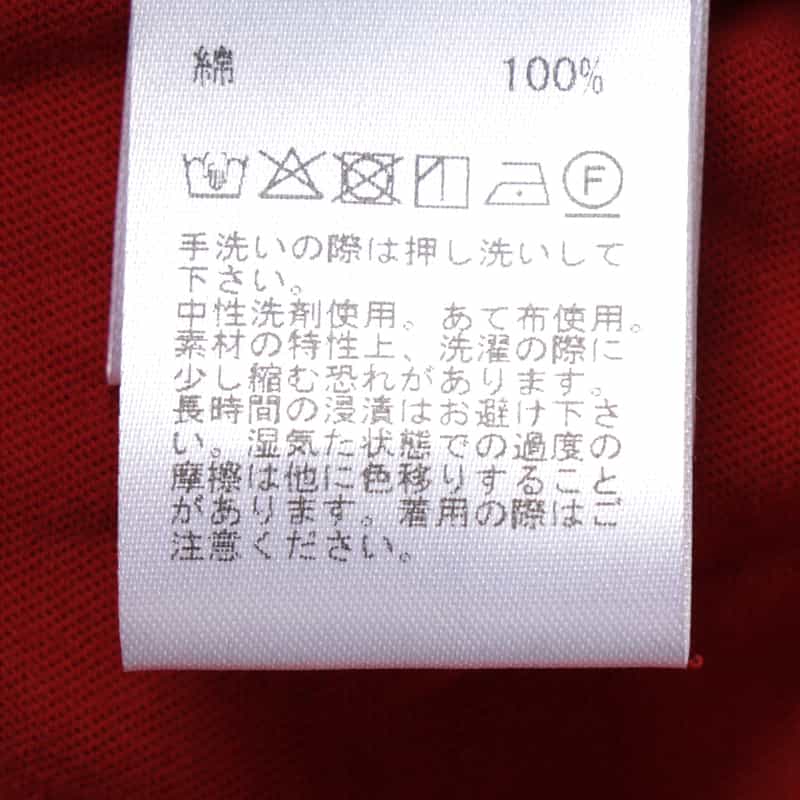 綿 100%
F
手洗いの際は押し洗いして
下さい。
中性洗剤使用。あて布使用。
素材の特性上、洗濯の際に
少し縮む恐れがあります。
長時間の浸漬はお避け下さ
い。湿気た状態での過度の
摩擦は他に色移りすること
があります。着用の際はご
注意ください。